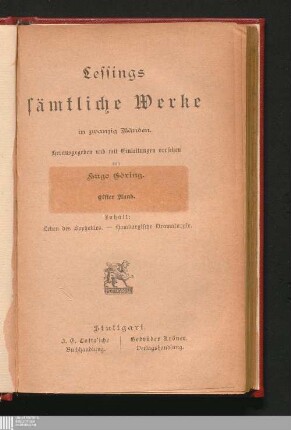 Lessings
sämtliche Werke
in zwanzig Bänden.
Herausgegeben und mit Einleitungen versehen
von
Hugo Göring.
Elfter Band.
Inhalt:
Leben des Sophokles. — Hamburgische Dramaturgie.
Stuttgart.
J. G. Cotta'sche Gebrüder Kröner,
Buchhandlung. Verlagshandlung.